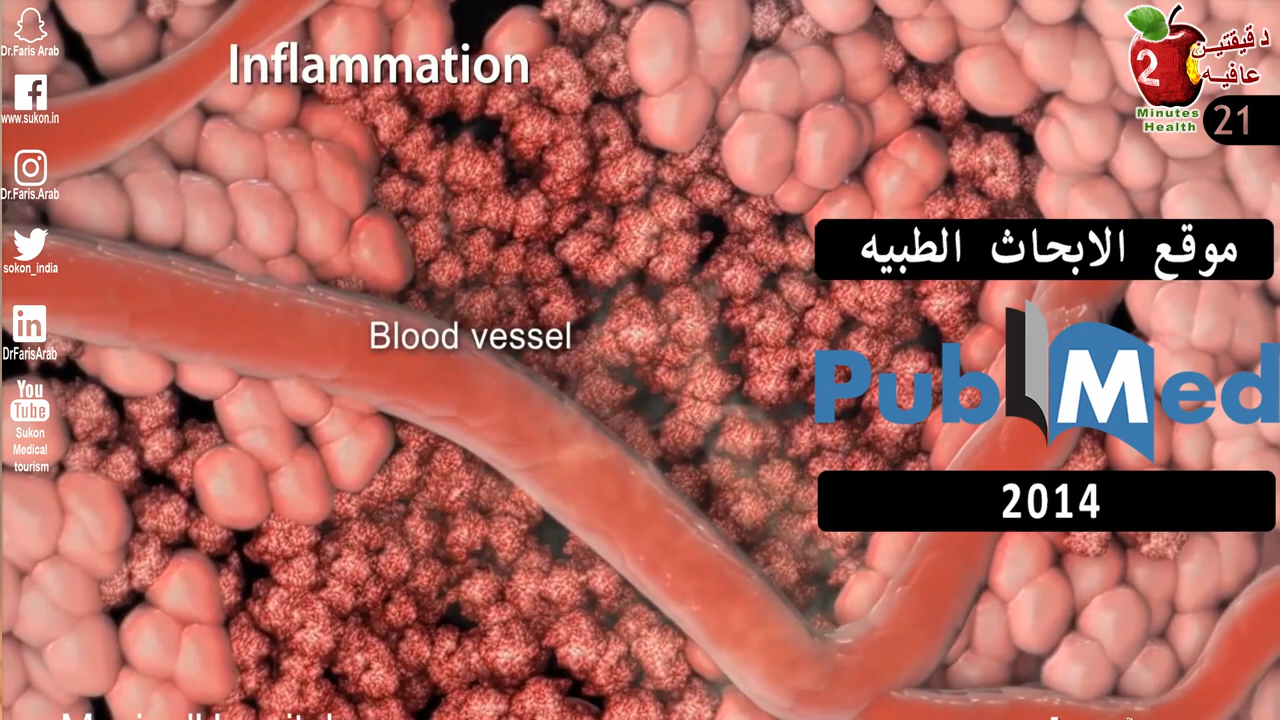 Dr.Faris Arab
www.sukon.in
Dr.Faris.Arab
sokon_india
in
DrFarisArab
You
Tube
Sukon
Medical
tourism
Inflammation
Blood vessel
دقيقتين
عافيه
2
Minutes
Health
21
موقع الابحاث الطبيه
PubMed
2014